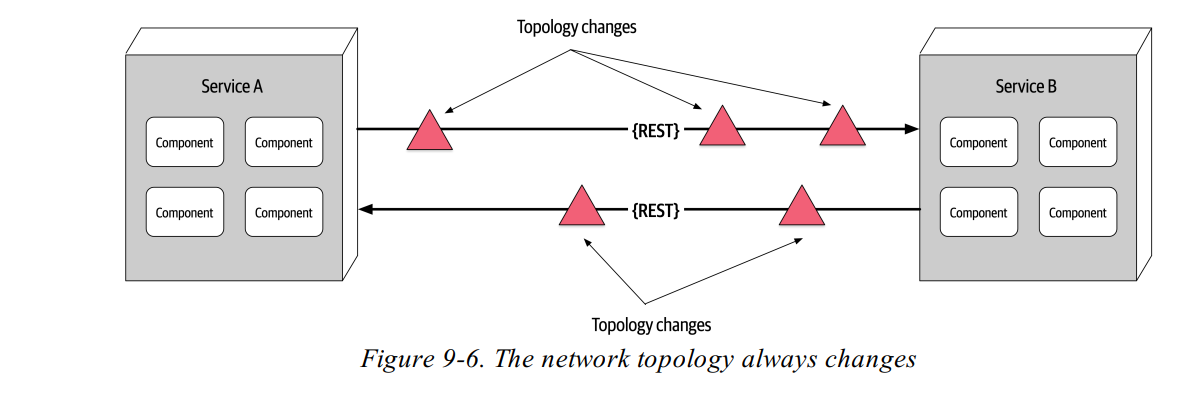 Topology changes
Service A
Service B
{REST}
Component
Component
Component
Component
Component
Component
Component
Component
{REST}
Topology changes
Figure 9-6. The network topology always changes